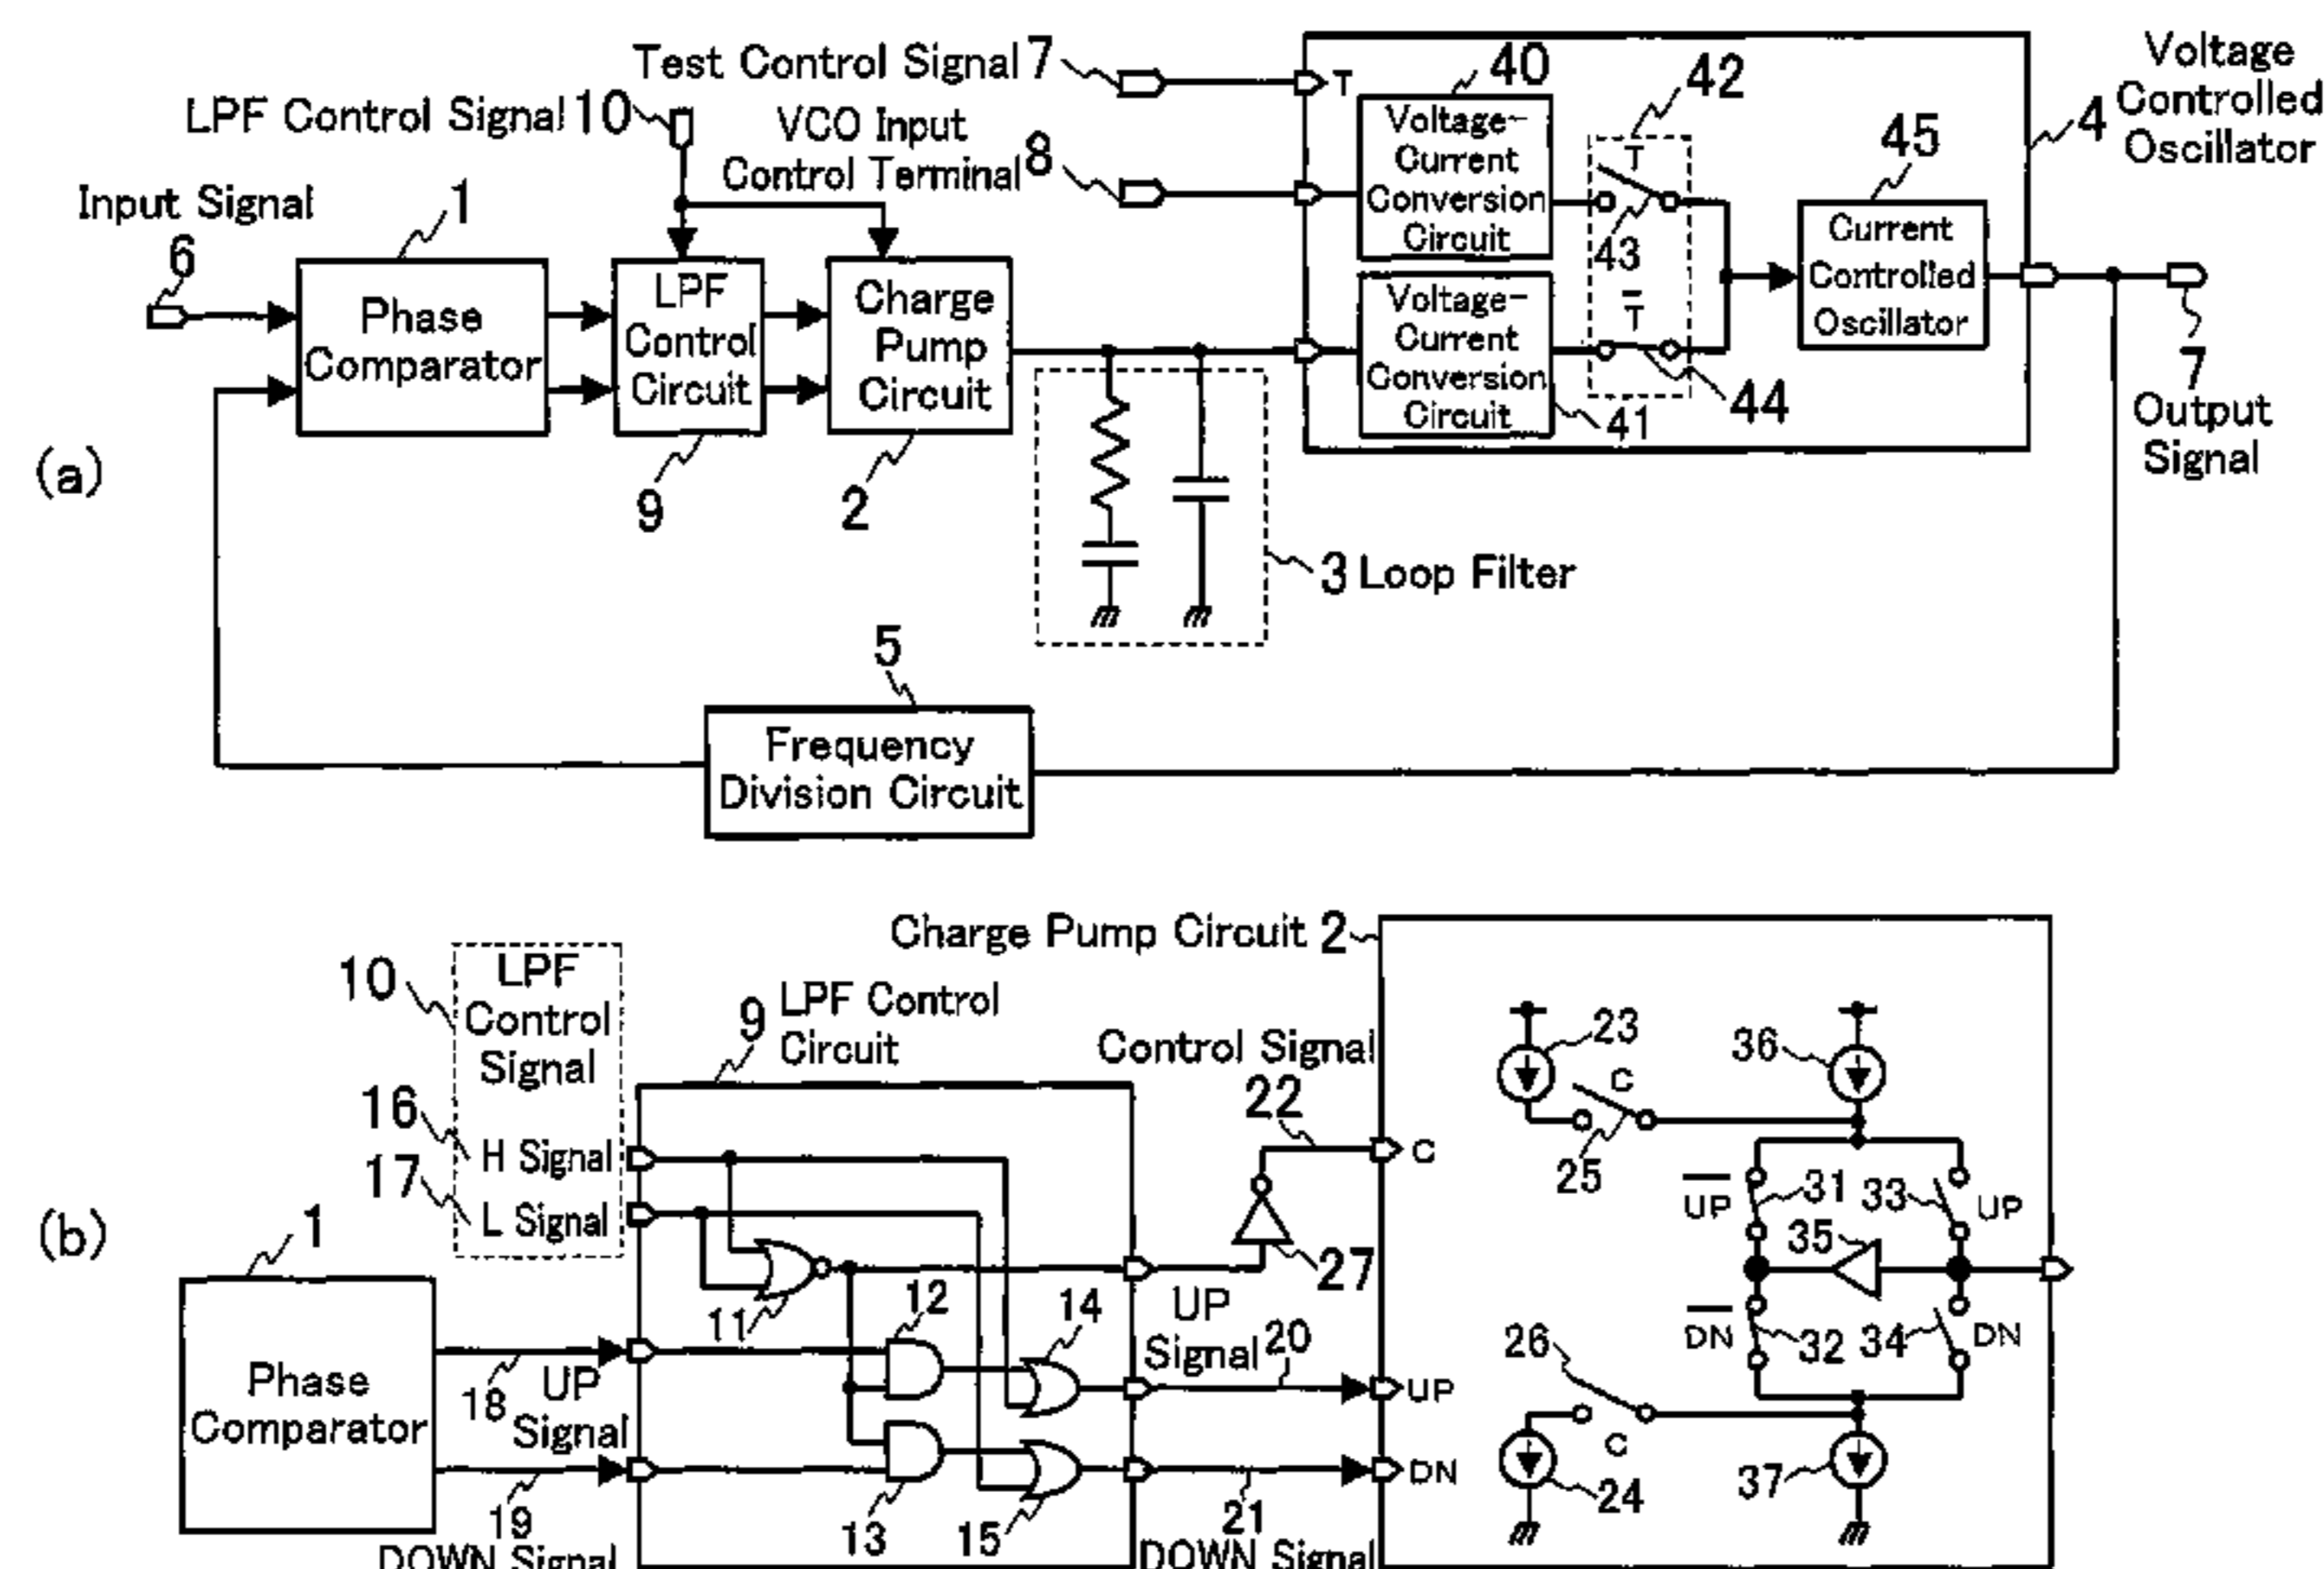 Test Control Signal 7
LPF Control Signal 10
VCO Input
Control Terminal 8
Input Signal
6
1
Phase
Comparator
LPF
Control
Circuit
9
Charge
Pump
Circuit
2
T
40
Voltage-
Current
Conversion
Circuit
Voltage-
Current
Conversion
Circuit
41
42
T
43
T̅
44
45
Current
Controlled
Oscillator
4
Voltage
Controlled
Oscillator
7
Output
Signal
(a)
3 Loop Filter
5
Frequency
Division Circuit
Charge Pump Circuit 2
10
LPF
Control
Signal
16
H Signal
17
L Signal
9
LPF Control
Circuit
Control Signal
22
C
27
(b)
1
Phase
Comparator
18
UP
Signal
19
DOWN Signal
11
12
13
14
15
UP
Signal 20
UP
21
DOWN Signal
DN
23
36
C
25
U̅P̅
31
33
UP
35
D̅N̅
32
34
DN
26
C
24
37